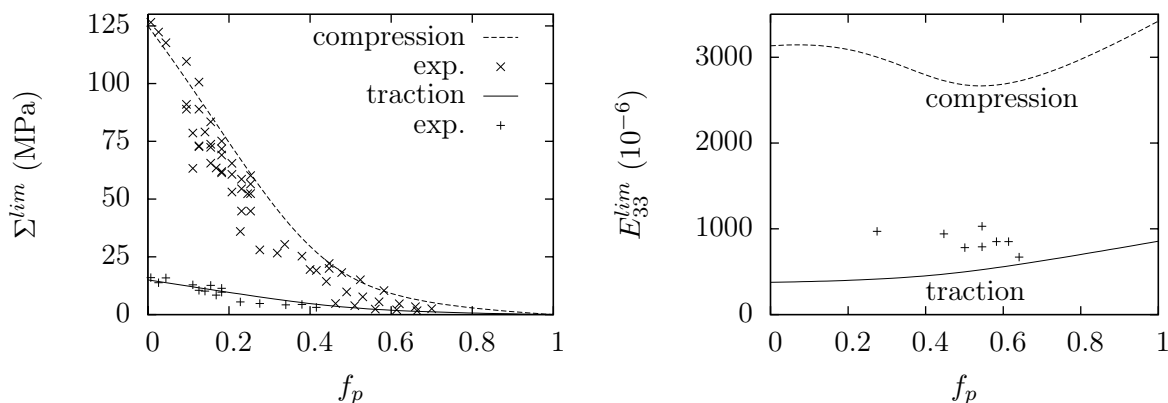 125
100
75
50
25
0
0
0.2
0.4
0.6
0.8
1
Σ^{lim} (MPa)
f_p
compression
exp.
traction
exp.
3000
2000
1000
0
0
0.2
0.4
0.6
0.8
1
E_{33}^{lim} (10^{−6})
f_p
compression
traction